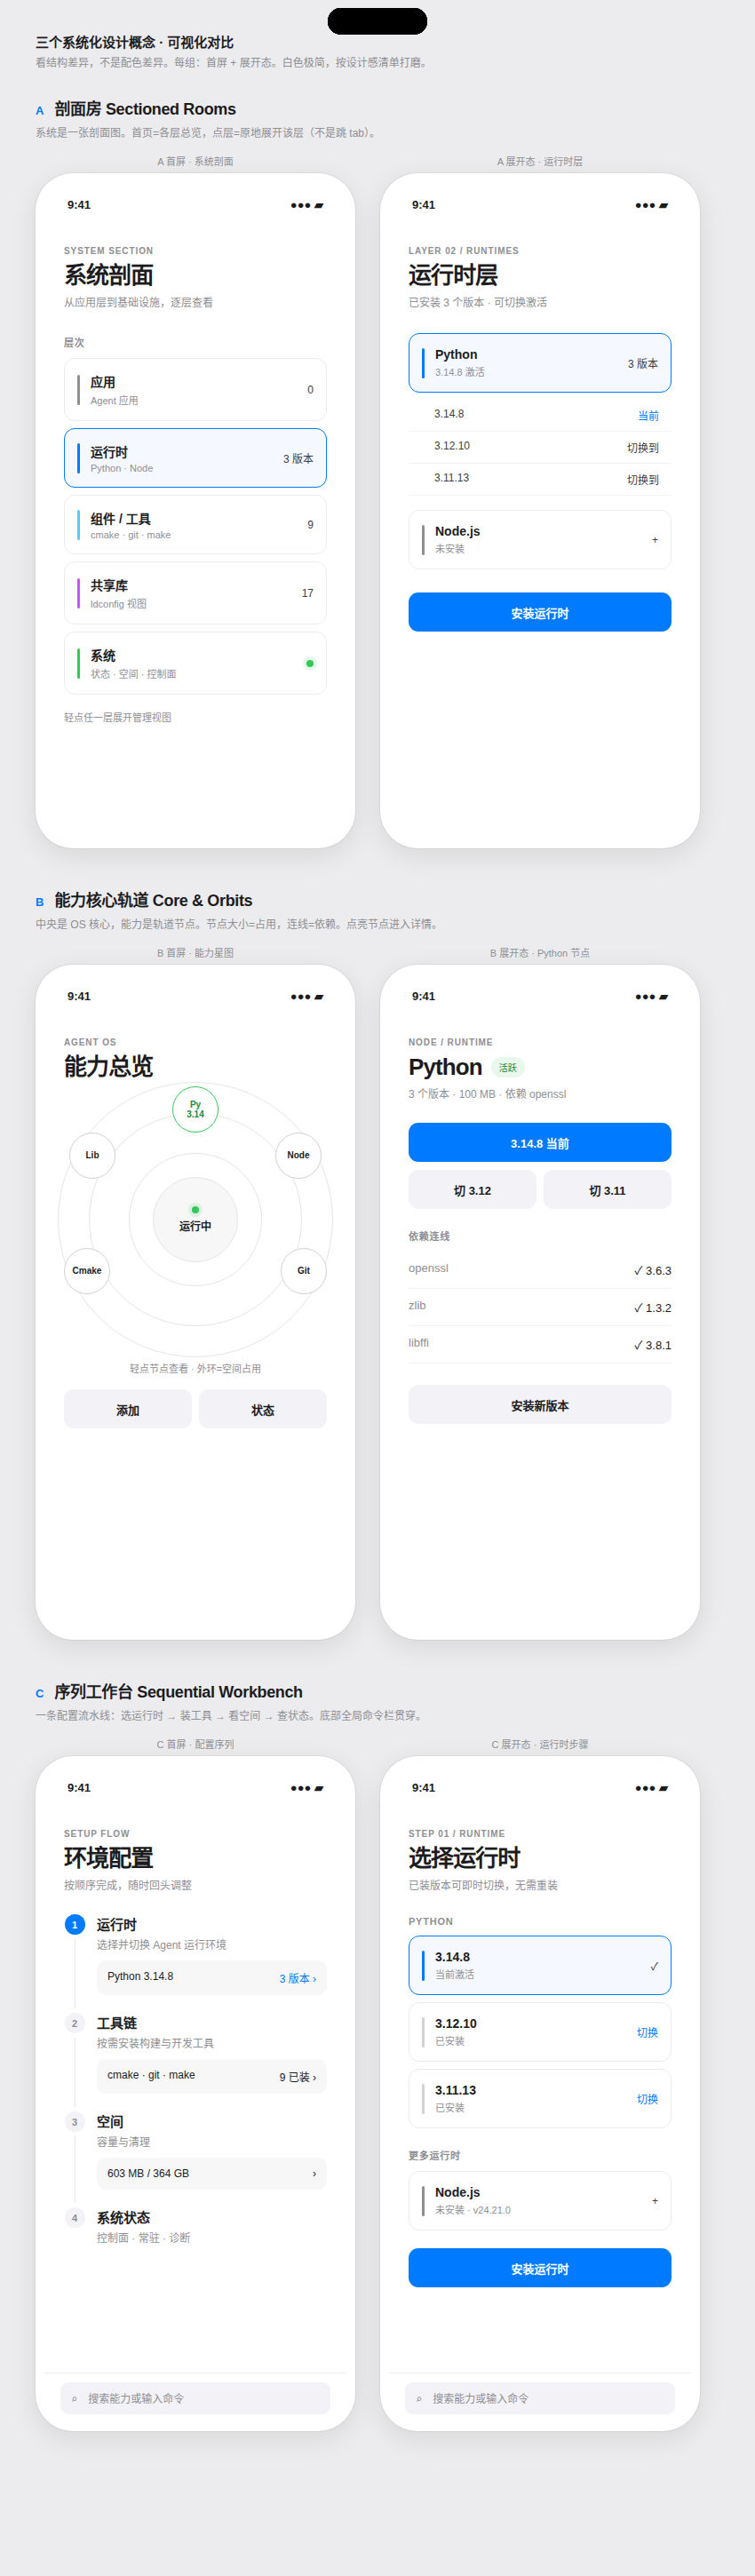 三个系统化设计概念 · 可视化对比
看结构差异，不是配色差异。每组：首屏 + 展开态。白色极简，按设计感清单打磨。
A 剖面房 Sectioned Rooms
系统是一张剖面图。首页=各层总览，点层=原地展开该层（不是跳 tab）。
A 首屏 · 系统剖面
9:41
SYSTEM SECTION
系统剖面
从应用层到基础设施，逐层查看
层次
应用
Agent 应用
0
运行时
Python · Node
3 版本
组件 / 工具
cmake · git · make
9
共享库
ldconfig 视图
17
系统
状态 · 空间 · 控制面
轻点任一层展开管理视图
A 展开态 · 运行时层
9:41
LAYER 02 / RUNTIMES
运行时层
已安装 3 个版本 · 可切换激活
Python
3.14.8 激活
3 版本
3.14.8 当前
3.12.10 切换到
3.11.13 切换到
Node.js
未安装
+
安装运行时
B 能力核心轨道 Core & Orbits
中央是 OS 核心，能力是轨道节点。节点大小=占用，连线=依赖。点亮节点进入详情。
B 首屏 · 能力星图
9:41
AGENT OS
能力总览
Py
3.14
Lib
Node
运行中
Cmake
Git
轻点节点查看 · 外环=空间占用
添加
状态
B 展开态 · Python 节点
9:41
NODE / RUNTIME
Python 活跃
3 个版本 · 100 MB · 依赖 openssl
3.14.8 当前
切 3.12
切 3.11
依赖连线
openssl ✓ 3.6.3
zlib ✓ 1.3.2
libffi ✓ 3.8.1
安装新版本
C 序列工作台 Sequential Workbench
一条配置流水线：选运行时 → 装工具 → 看空间 → 查状态。底部全局命令栏贯穿。
C 首屏 · 配置序列
9:41
SETUP FLOW
环境配置
按顺序完成，随时回头调整
1 运行时
选择并切换 Agent 运行环境
Python 3.14.8 3 版本 ›
2 工具链
按需安装构建与开发工具
cmake · git · make 9 已装 ›
3 空间
容量与清理
603 MB / 364 GB ›
4 系统状态
控制面 · 常驻 · 诊断
搜索能力或输入命令
C 展开态 · 运行时步骤
9:41
STEP 01 / RUNTIME
选择运行时
已装版本可即时切换，无需重装
PYTHON
3.14.8
当前激活
✓
3.12.10
已安装
切换
3.11.13
已安装
切换
更多运行时
Node.js
未安装 · v24.21.0
+
安装运行时
搜索能力或输入命令